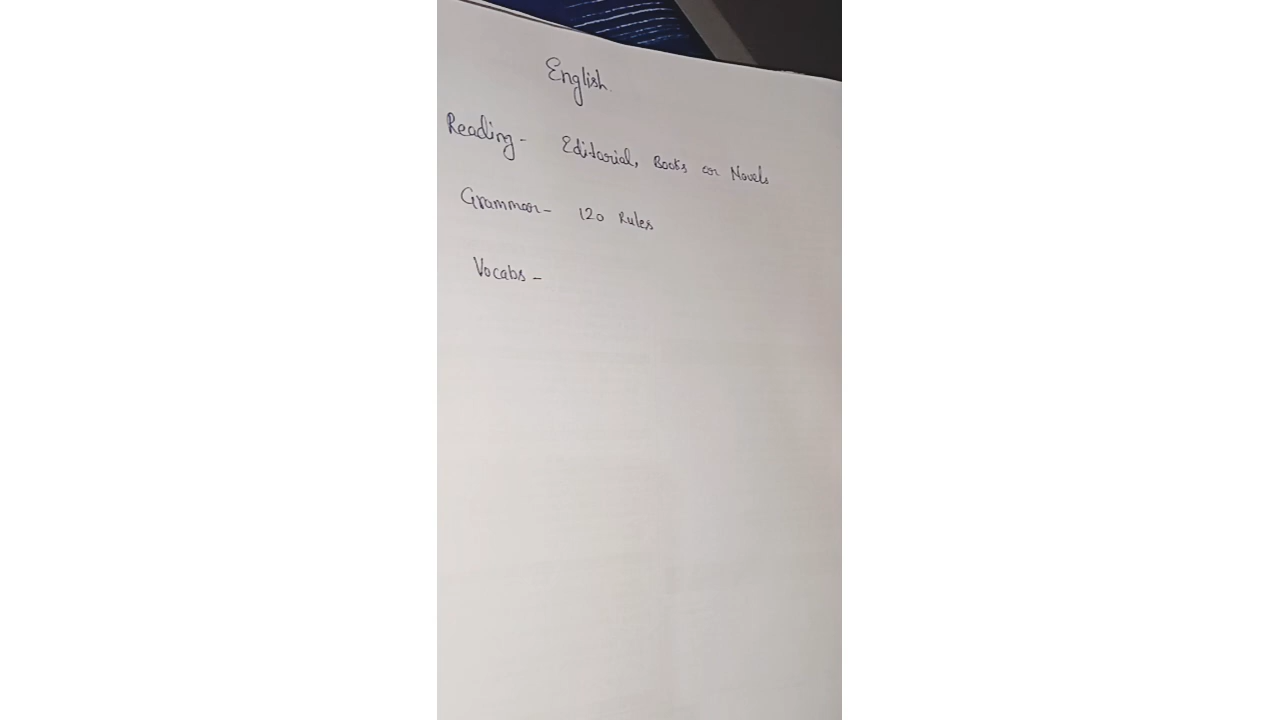 English.
Reading - Editorial, Books or Novels
Grammar - 120 Rules
Vocabs -